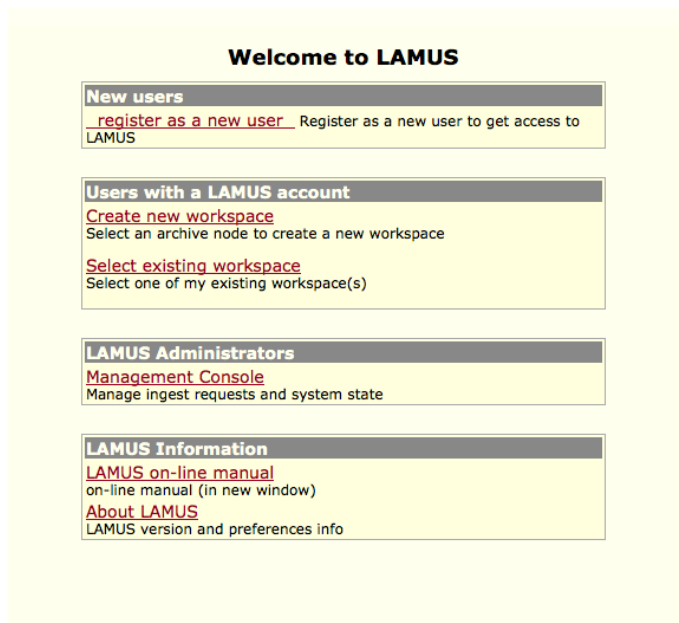 Welcome to LAMUS
New users
register as a new user Register as a new user to get access to
LAMUS
Users with a LAMUS account
Create new workspace
Select an archive node to create a new workspace
Select existing workspace
Select one of my existing workspace(s)
LAMUS Administrators
Management Console
Manage ingest requests and system state
LAMUS Information
LAMUS on-line manual
on-line manual (in new window)
About LAMUS
LAMUS version and preferences info